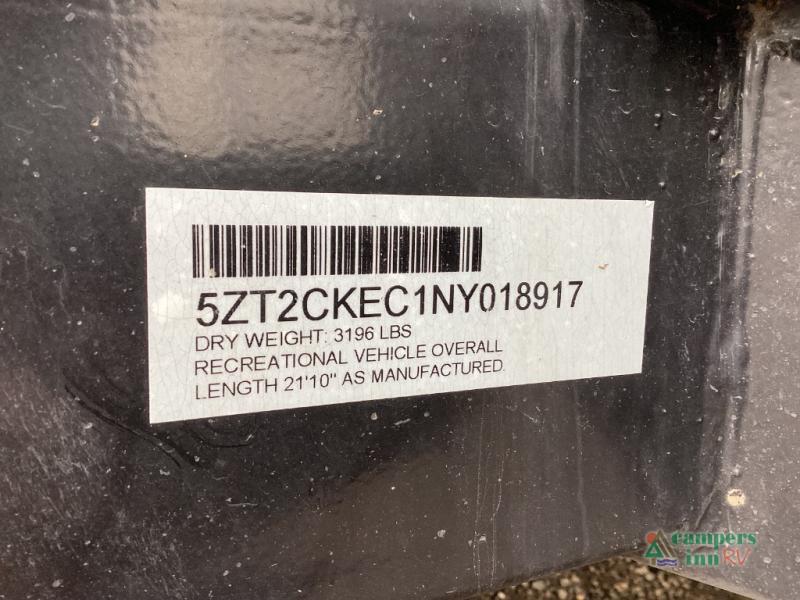 5ZT2CKEC1NY018917
DRY WEIGHT: 3196 LBS
RECREATIONAL VEHICLE OVERALL
LENGTH 21'10" AS MANUFACTURED.
campers
inn RV